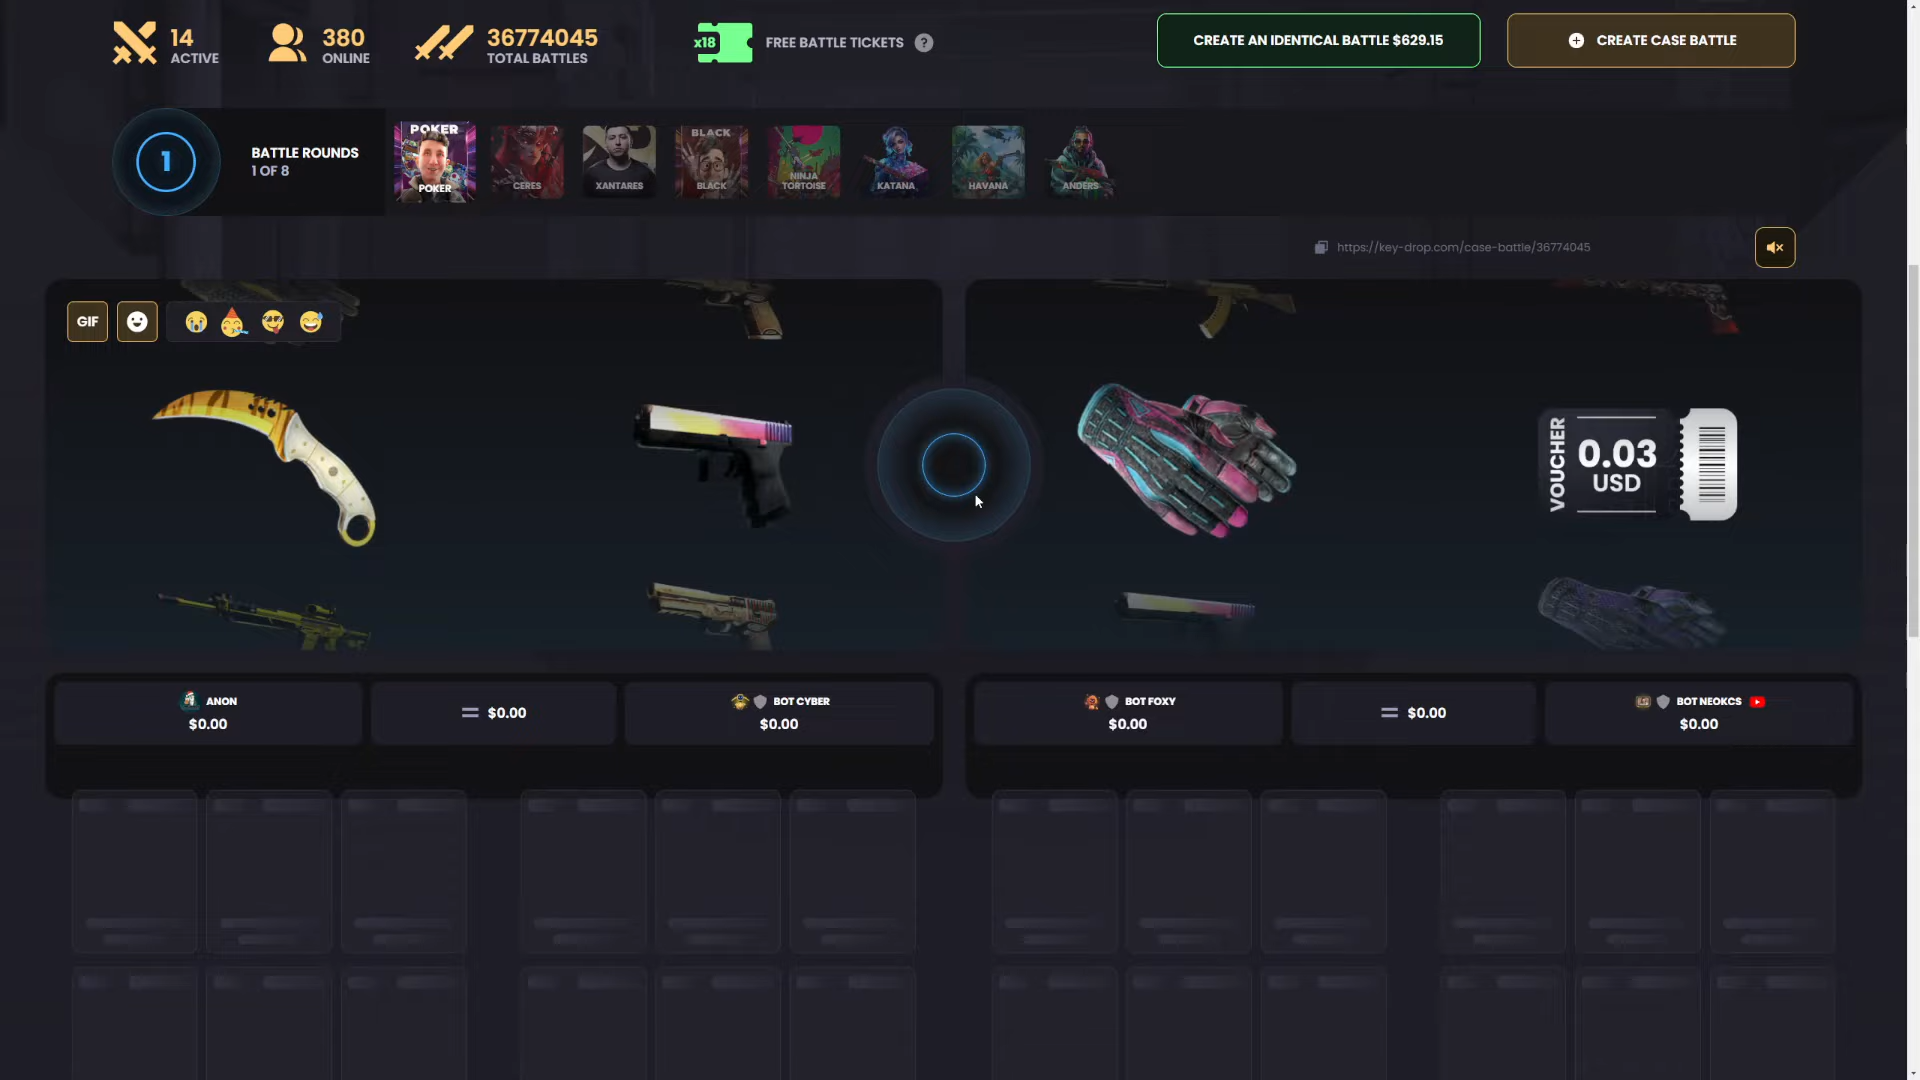 14
ACTIVE
380
ONLINE
36774045
TOTAL BATTLES
x18
FREE BATTLE TICKETS
?
CREATE AN IDENTICAL BATTLE $629.15
CREATE CASE BATTLE
1
BATTLE ROUNDS
1 OF 8
POKER
POKER
CERES
XANTARES
BLACK
BLACK
NINJA
TORTOISE
KATANA
HAVANA
ANDERS
https://key-drop.com/case-battle/36774045
GIF
VOUCHER
0.03
USD
ANON
$0.00
= $0.00
BOT CYBER
$0.00
BOT FOXY
$0.00
= $0.00
BOT NEOKCS
$0.00